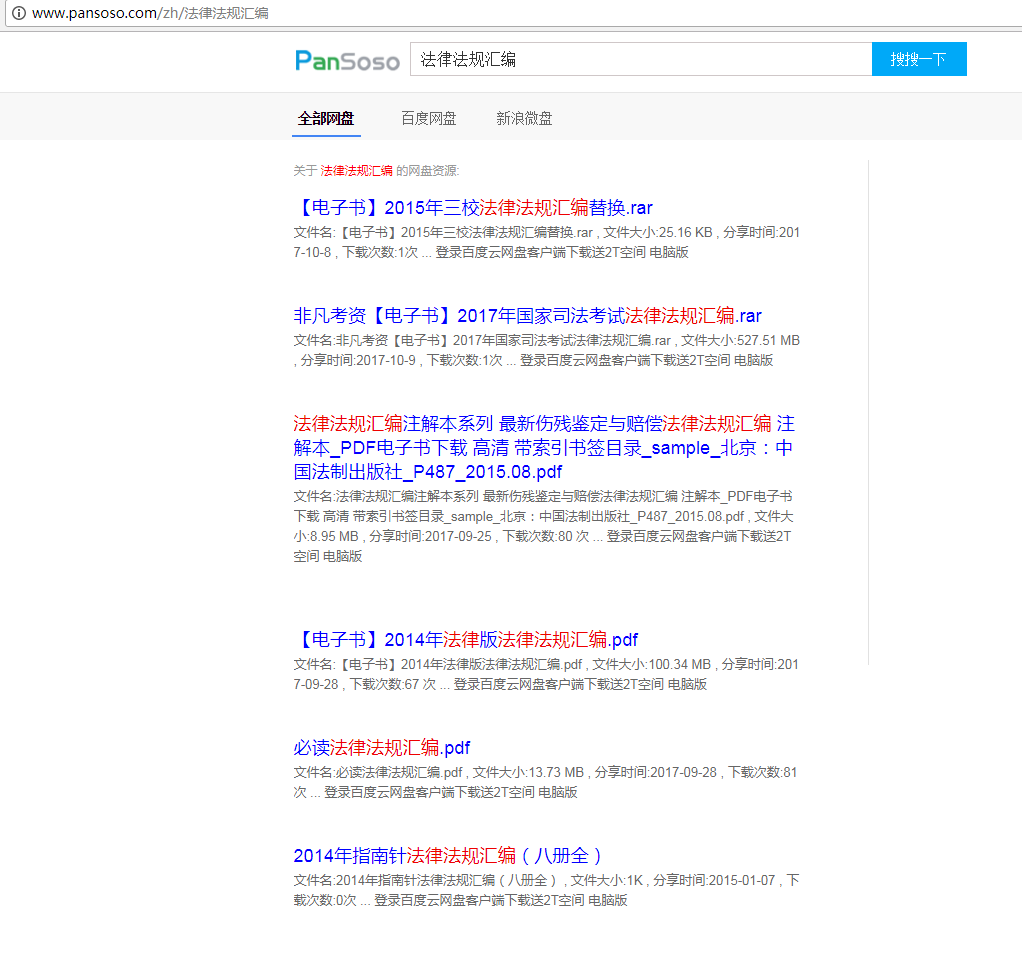 www.pansoso.com/zh/法律法规汇编
PanSoso
法律法规汇编
搜搜一下
全部网盘
百度网盘
新浪微盘
关于 法律法规汇编 的网盘资源:
【电子书】2015年三校法律法规汇编替换.rar
文件名:【电子书】2015年三校法律法规汇编替换.rar , 文件大小:25.16 KB , 分享时间:201
7-10-8 , 下载次数:1次 ... 登录百度云网盘客户端下载送2T空间 电脑版
非凡考资【电子书】2017年国家司法考试法律法规汇编.rar
文件名:非凡考资【电子书】2017年国家司法考试法律法规汇编.rar , 文件大小:527.51 MB
, 分享时间:2017-10-9 , 下载次数:1次 ... 登录百度云网盘客户端下载送2T空间 电脑版
法律法规汇编注解本系列 最新伤残鉴定与赔偿法律法规汇编 注
解本_PDF电子书下载 高清 带索引书签目录_sample_北京：中
国法制出版社_P487_2015.08.pdf
文件名:法律法规汇编注解本系列 最新伤残鉴定与赔偿法律法规汇编 注解本_PDF电子书
下载 高清 带索引书签目录_sample_北京：中国法制出版社_P487_2015.08.pdf , 文件大
小:8.95 MB , 分享时间:2017-09-25 , 下载次数:80 次 ... 登录百度云网盘客户端下载送2T
空间 电脑版
【电子书】2014年法律版法律法规汇编.pdf
文件名:【电子书】2014年法律版法律法规汇编.pdf , 文件大小:100.34 MB , 分享时间:201
7-09-28 , 下载次数:67 次 ... 登录百度云网盘客户端下载送2T空间 电脑版
必读法律法规汇编.pdf
文件名:必读法律法规汇编.pdf , 文件大小:13.73 MB , 分享时间:2017-09-28 , 下载次数:81
次 ... 登录百度云网盘客户端下载送2T空间 电脑版
2014年指南针法律法规汇编（八册全）
文件名:2014年指南针法律法规汇编（八册全） , 文件大小:1K , 分享时间:2015-01-07 , 下
载次数:0次 ... 登录百度云网盘客户端下载送2T空间 电脑版